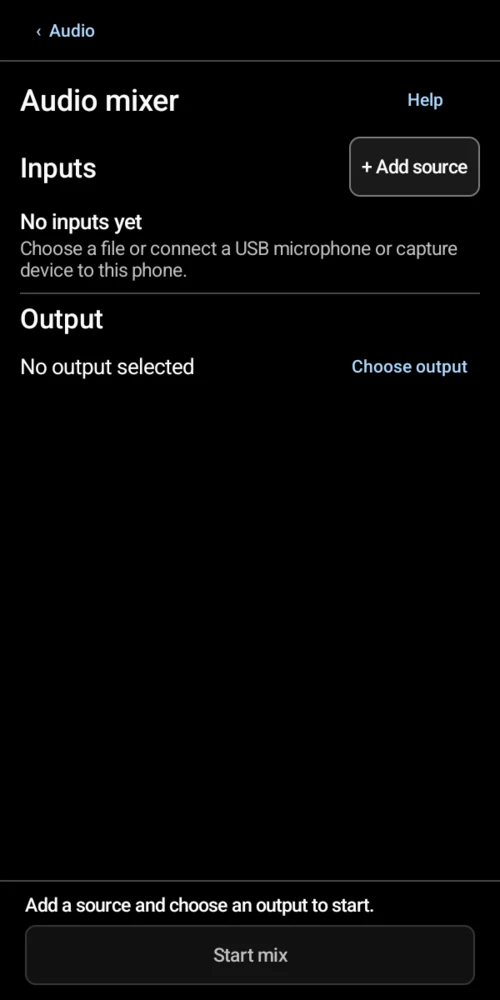 ‹ Audio
Audio mixer
Help
Inputs
+ Add source
No inputs yet
Choose a file or connect a USB microphone or capture
device to this phone.
Output
No output selected
Choose output
Add a source and choose an output to start.
Start mix